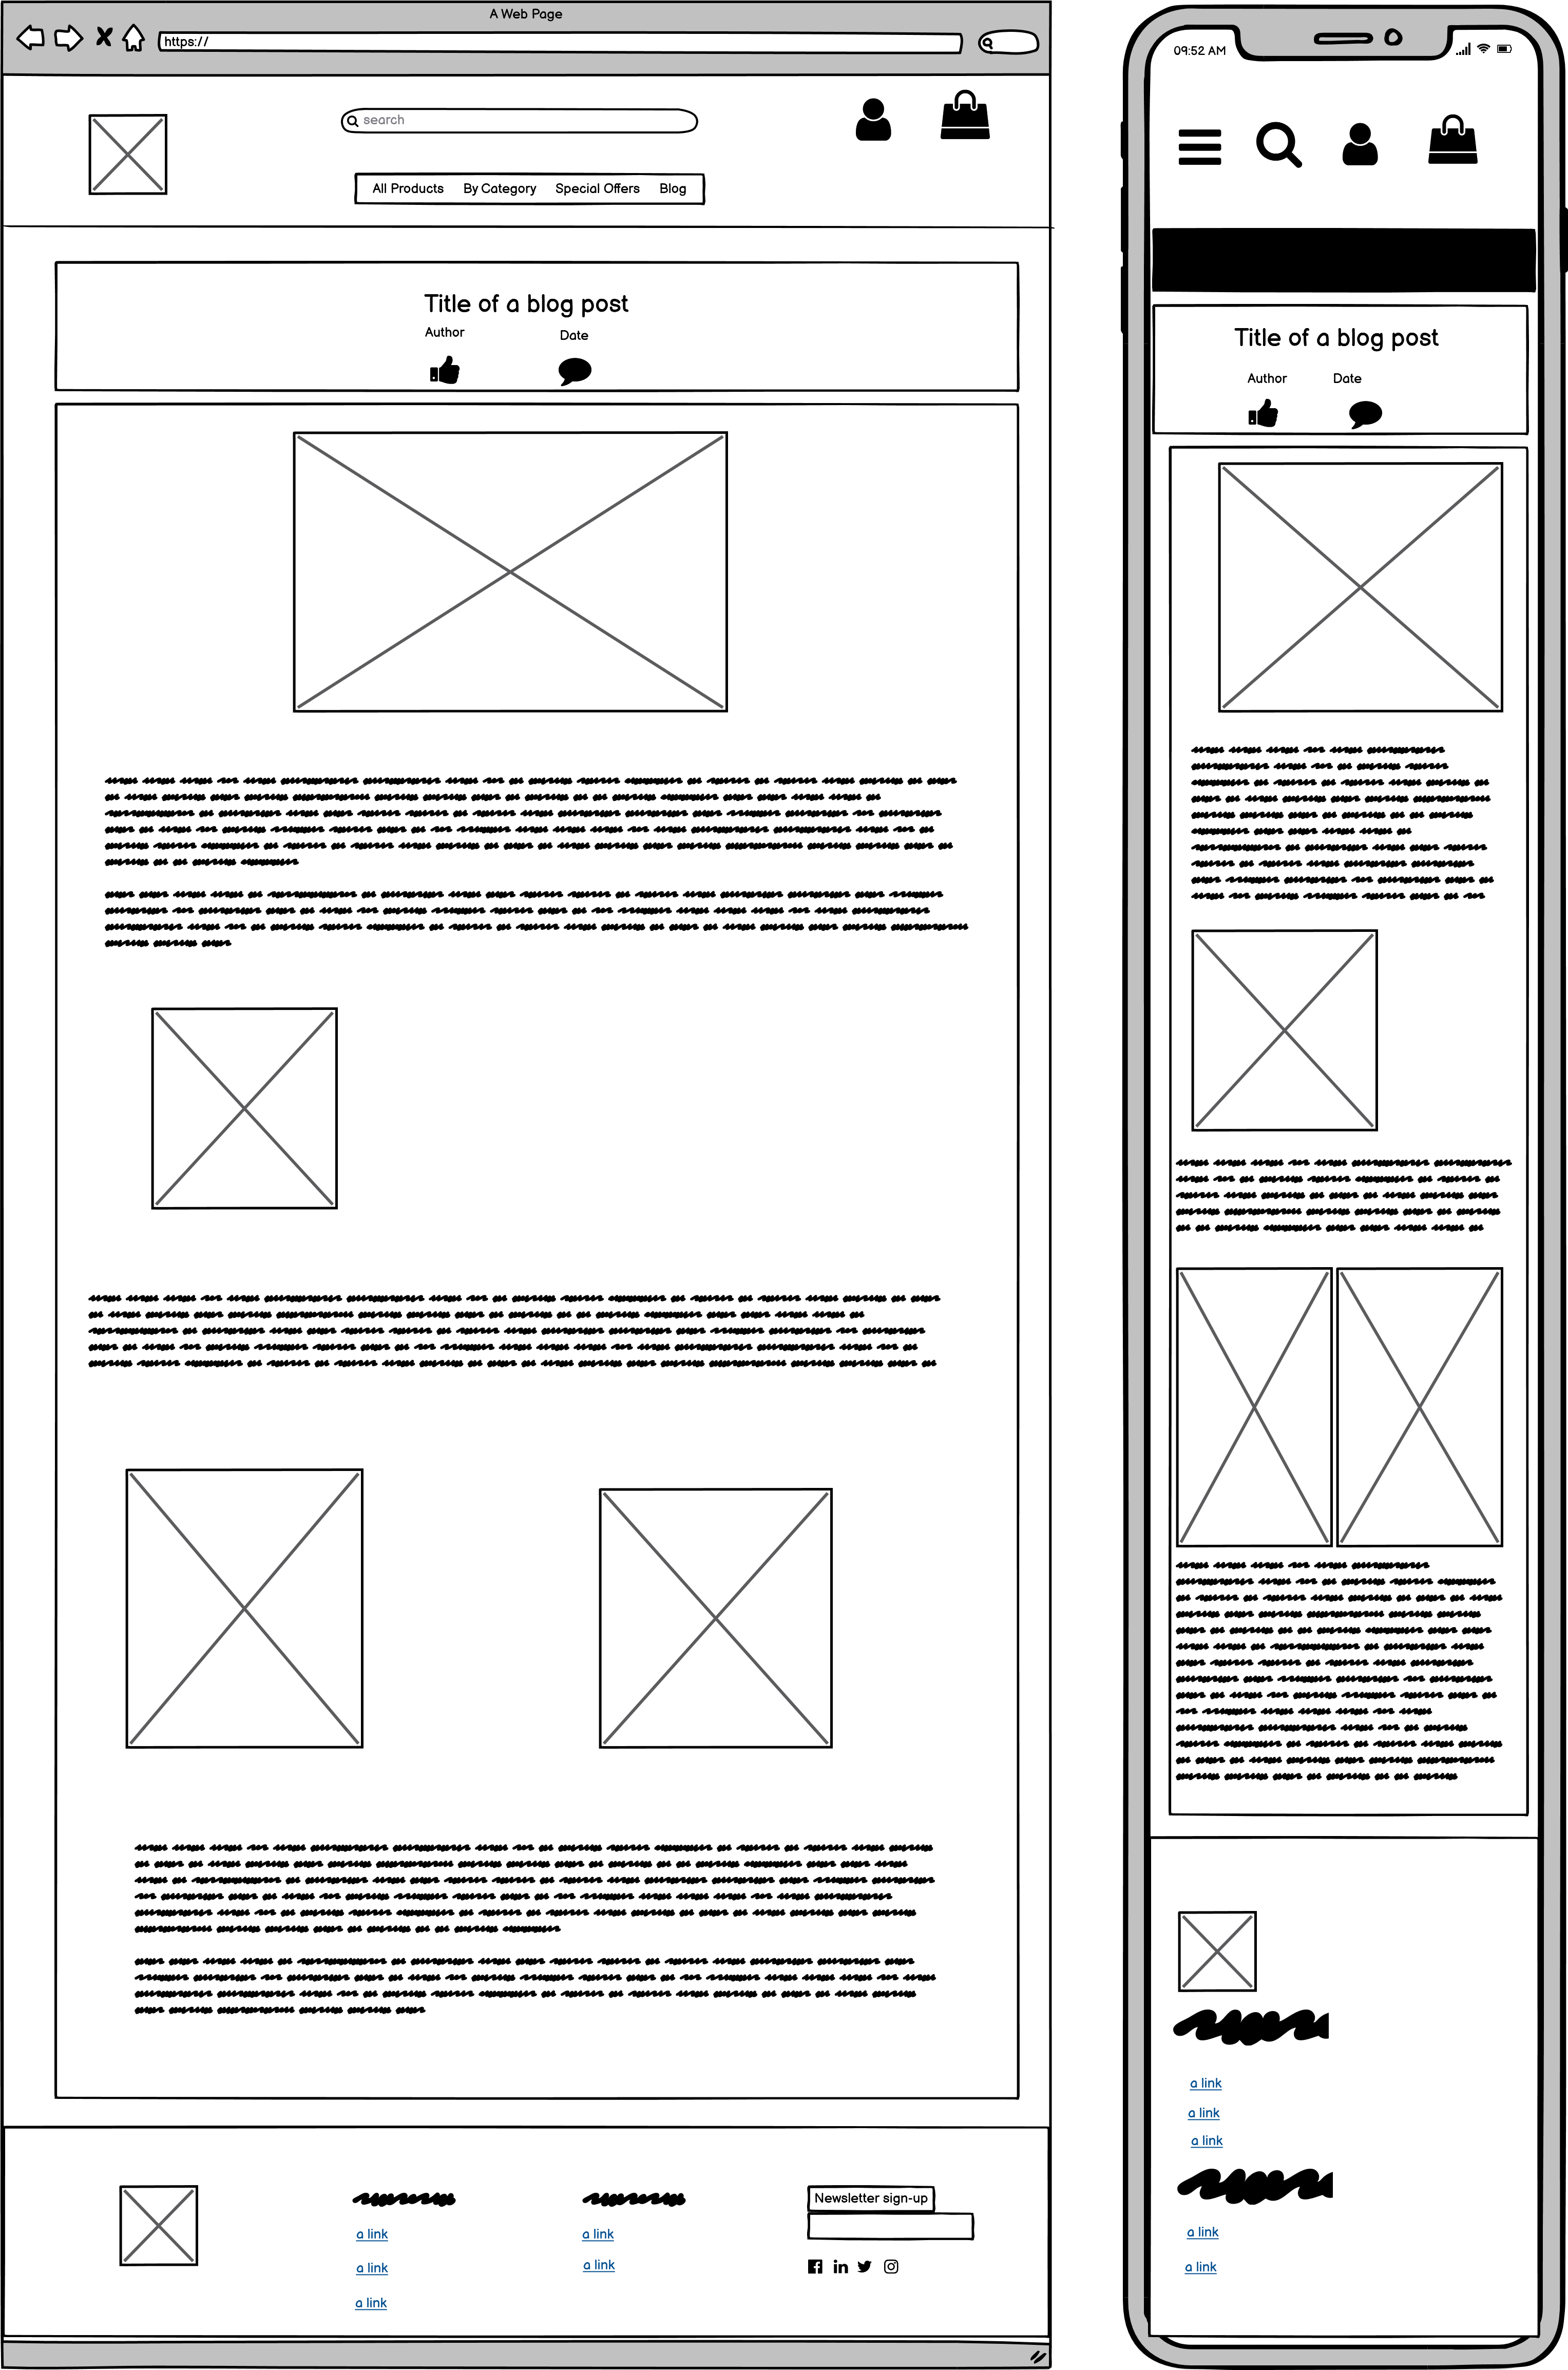 A Web Page
https://
search
All Products By Category Special Offers Blog
Title of a blog post
Author Date
a link a link
a link a link
a link
Newsletter sign-up
09:52 AM
Title of a blog post
Author Date
a link
a link
a link
a link
a link